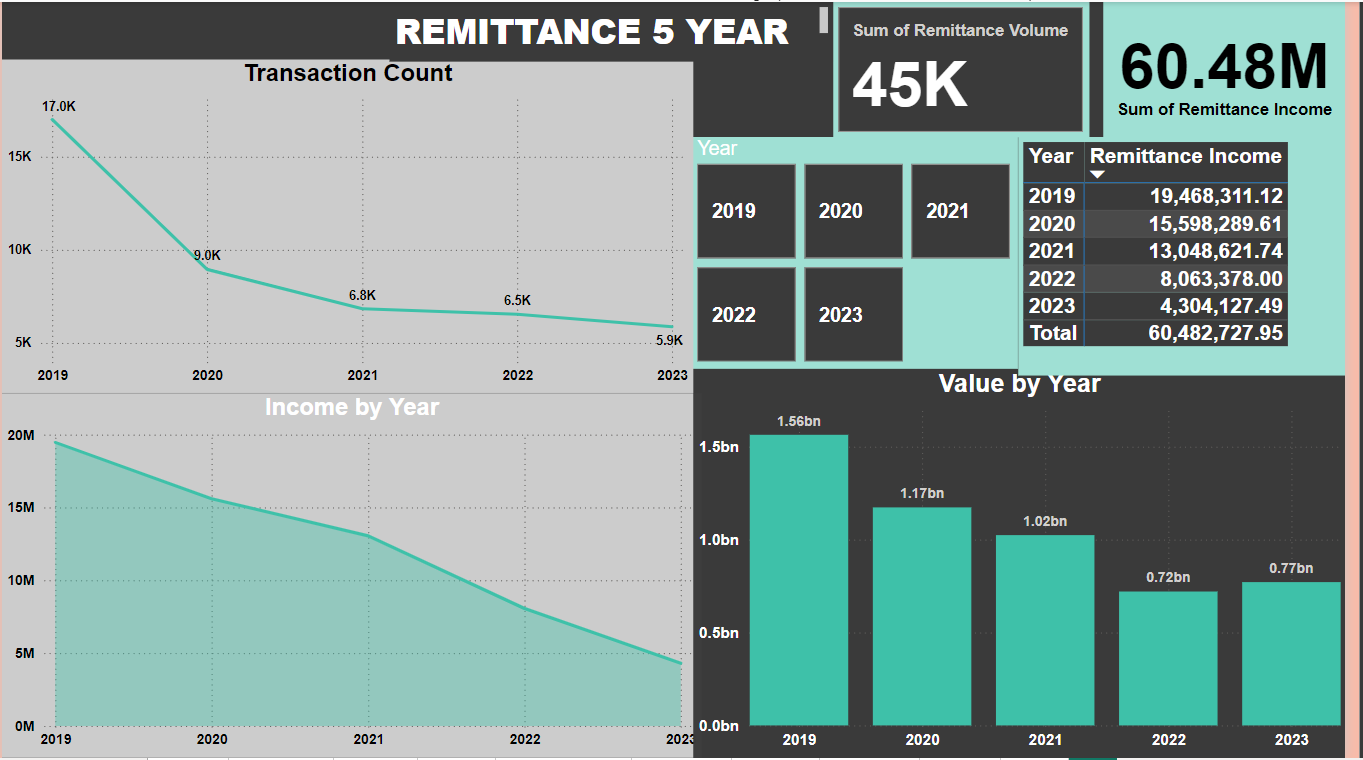 REMITTANCE 5 YEAR
Sum of Remittance Volume
45K
60.48M
Sum of Remittance Income
Transaction Count
17.0K
15K
10K
9.0K
6.8K
6.5K
5.9K
5K
2019 2020 2021 2022 2023
Year
2019 2020 2021
2022 2023
Year Remittance Income
2019 19,468,311.12
2020 15,598,289.61
2021 13,048,621.74
2022 8,063,378.00
2023 4,304,127.49
Total 60,482,727.95
Income by Year
20M
15M
10M
5M
0M
2019 2020 2021 2022 2023
Value by Year
1.56bn
1.5bn
1.17bn
1.02bn
1.0bn
0.72bn
0.77bn
0.5bn
0.0bn
2019 2020 2021 2022 2023